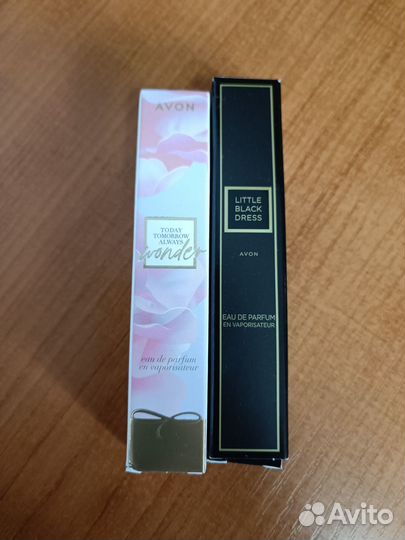 AVON
TODAY
TOMORROW
ALWAYS
wonder
eau de parfum
en vaporisateur
LITTLE
BLACK
DRESS
AVON
EAU DE PARFUM
EN VAPORISATEUR
Avito